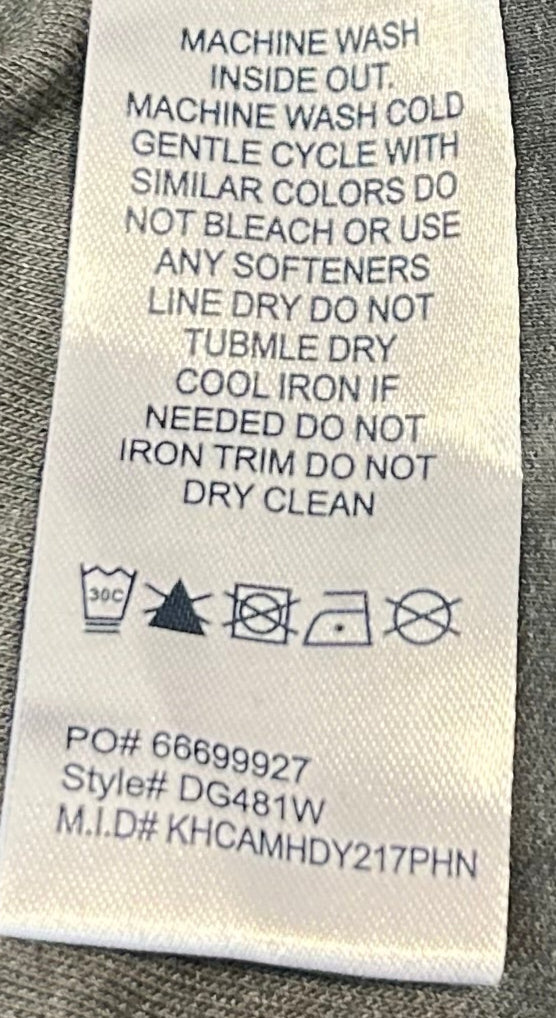 MACHINE WASH
INSIDE OUT.
MACHINE WASH COLD
GENTLE CYCLE WITH
SIMILAR COLORS DO
NOT BLEACH OR USE
ANY SOFTENERS
LINE DRY DO NOT
TUBMLE DRY
COOL IRON IF
NEEDED DO NOT
IRON TRIM DO NOT
DRY CLEAN
30C
PO# 66699927
Style# DG481W
M.I.D# KHCAMHDY217PHN